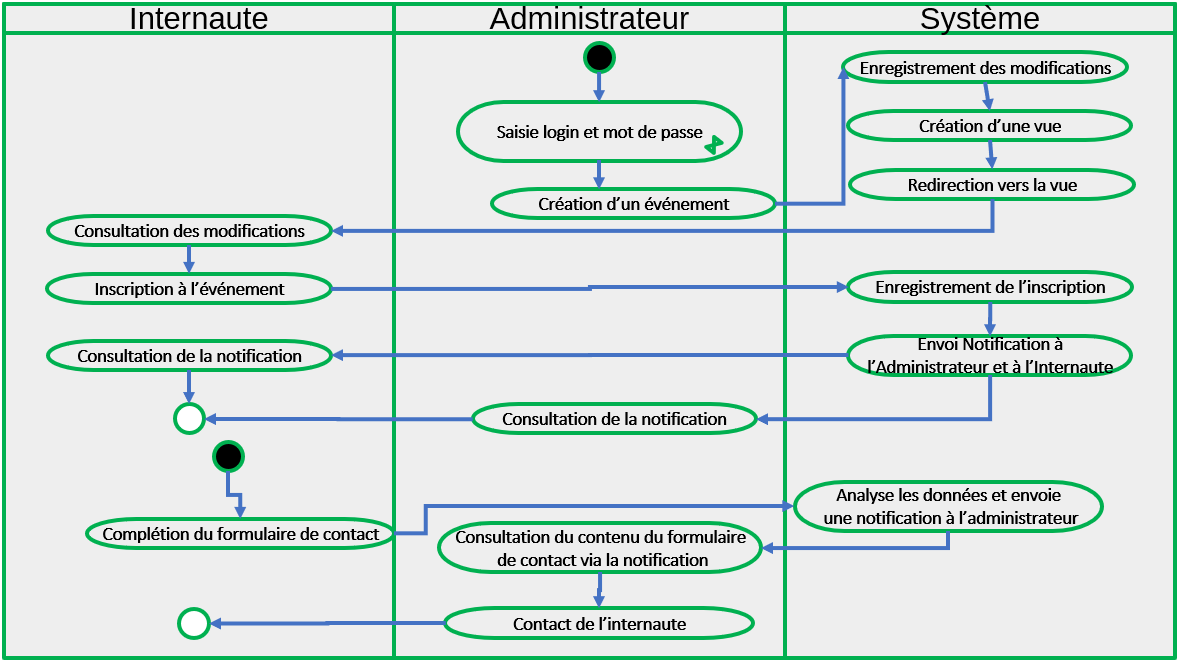 Internaute
Administrateur
Système
Enregistrement des modifications
Saisie login et mot de passe
Création d'une vue
Redirection vers la vue
Création d'un événement
Consultation des modifications
Inscription à l'événement
Enregistrement de l'inscription
Envoi Notification à
l'Administrateur et à l'Internaute
Consultation de la notification
Consultation de la notification
Analyse les données et envoie
une notification à l'administrateur
Complétion du formulaire de contact
Consultation du contenu du formulaire
de contact via la notification
Contact de l'internaute